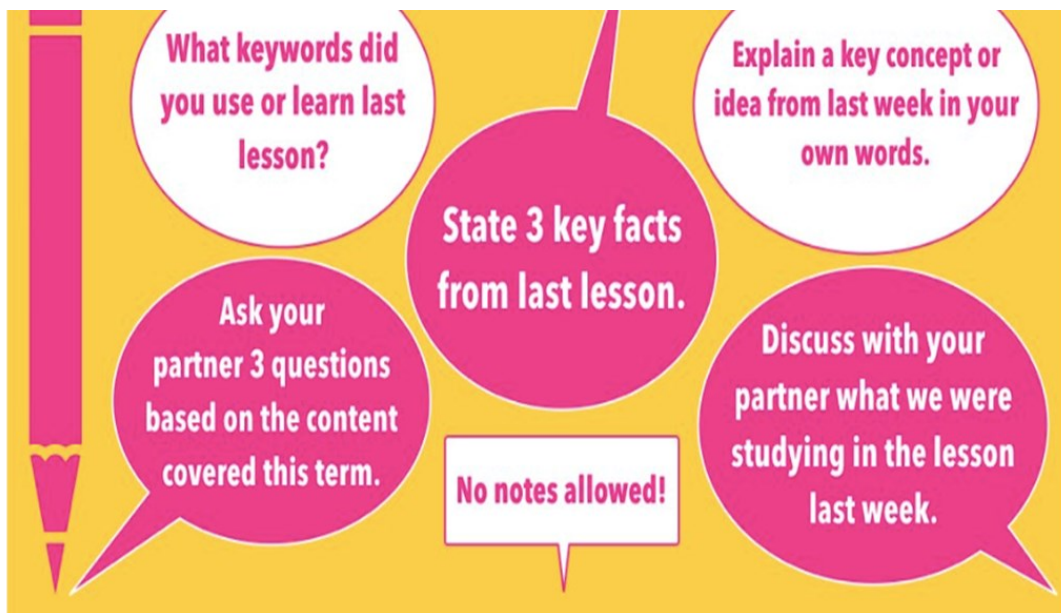 What keywords did
you use or learn last
lesson?
State 3 key facts
from last lesson.
Explain a key concept or
idea from last week in your
own words.
Ask your
partner 3 questions
based on the content
covered this term.
No notes allowed!
Discuss with your
partner what we were
studying in the lesson
last week.